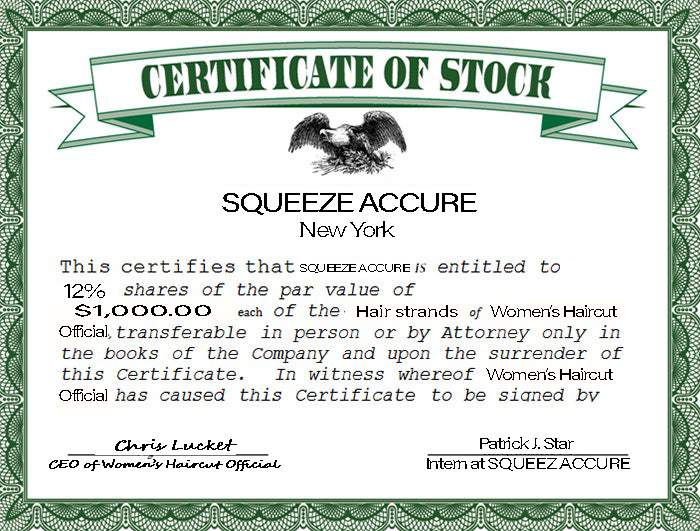 CERTIFICATE OF STOCK
SQUEEZE ACCURE
New York
This certifies that SQUEEZE ACCURE IS entitled to
12% shares of the par value of
$1,000.00 each of the Hair strands of Women's Haircut
Official, transferable in person or by Attorney only in
the books of the Company and upon the surrender of
this Certificate. In witness whereof Women's Haircut
Official has caused this Certificate to be signed by
Chris Lucket
CEO of Women's Haircut Official
Patrick J. Star
Intern at SQUEEZ ACCURE